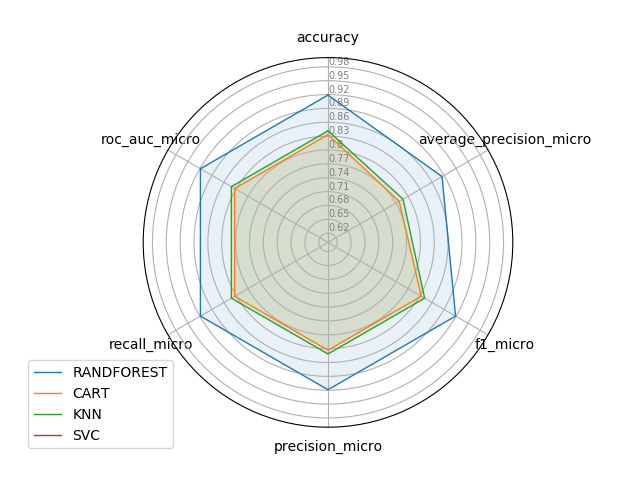 accuracy
0.98
0.95
0.92
0.89
0.86
0.83
0.8
0.77
0.74
0.71
0.68
0.65
0.62
roc_auc_micro
average_precision_micro
recall_micro
f1_micro
precision_micro
RANDFOREST
CART
KNN
SVC